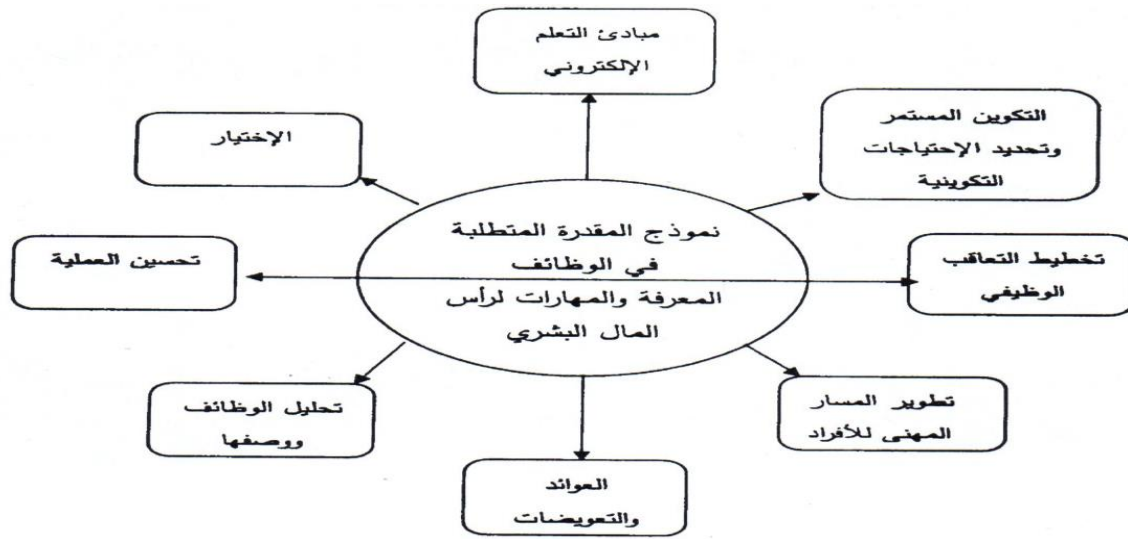 مبادئ التعلم
الإلكتروني
التكوين المستمر
وتحديد الإحتياجات
التكوينية
الإختيار
نموذج المقدرة المتطلبة
في الوظائف
المعرفة والمهارات لرأس
المال البشري
تخطيط التعاقب
الوظيفي
تحسين العملية
تطوير المسار
المهنى للأفراد
تحليل الوظائف
ووصفها
العوائد
والتعويضات